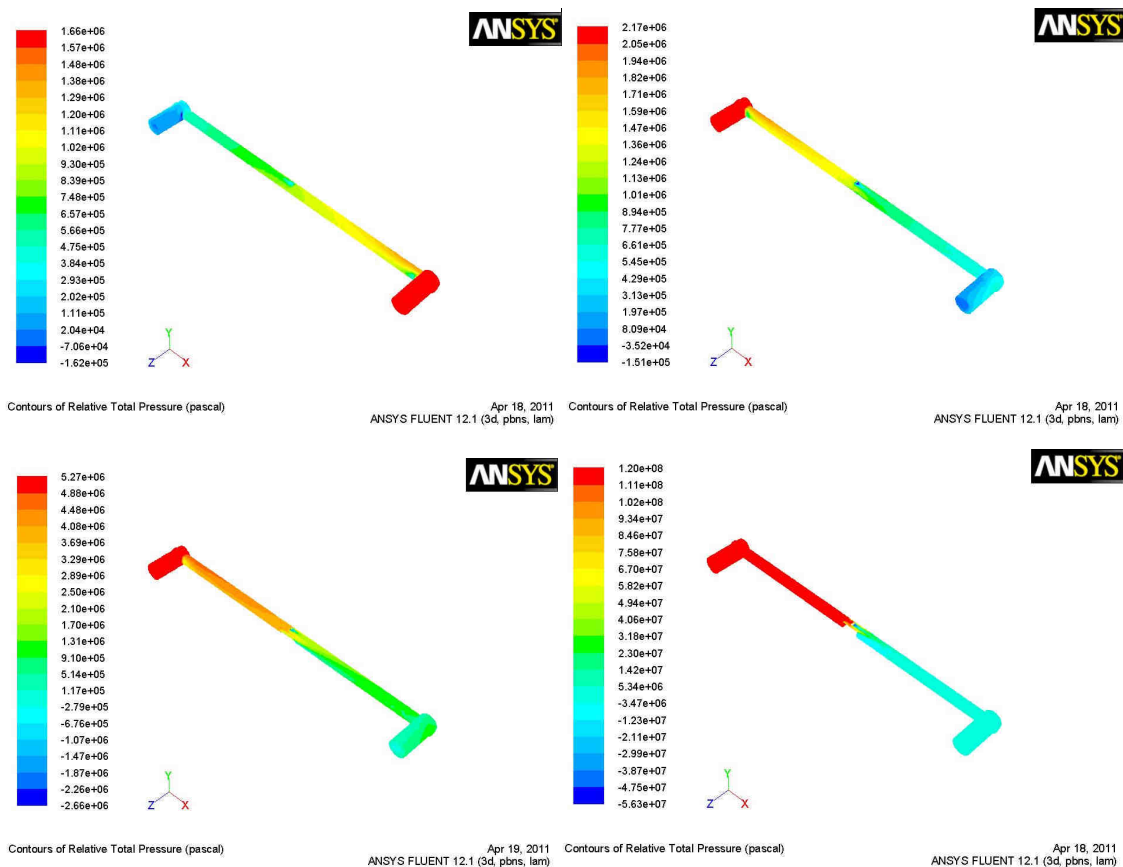 ANSYS
1.66e+06
1.57e+06
1.48e+06
1.38e+06
1.29e+06
1.20e+06
1.11e+06
1.02e+06
9.30e+05
8.39e+05
7.48e+05
6.57e+05
5.66e+05
4.75e+05
3.84e+05
2.93e+05
2.02e+05
1.11e+05
2.04e+04
-7.06e+04
-1.62e+05
Y
Z
X
Contours of Relative Total Pressure (pascal)
Apr 18, 2011
ANSYS FLUENT 12.1 (3d, pbns, lam)
ANSYS
2.17e+06
2.05e+06
1.94e+06
1.82e+06
1.71e+06
1.59e+06
1.47e+06
1.36e+06
1.24e+06
1.13e+06
1.01e+06
8.94e+05
7.77e+05
6.61e+05
5.45e+05
4.29e+05
3.13e+05
1.97e+05
8.09e+04
-3.52e+04
-1.51e+05
Y
Z
X
Contours of Relative Total Pressure (pascal)
Apr 18, 2011
ANSYS FLUENT 12.1 (3d, pbns, lam)
ANSYS
5.27e+06
4.88e+06
4.48e+06
4.08e+06
3.69e+06
3.29e+06
2.89e+06
2.50e+06
2.10e+06
1.70e+06
1.31e+06
9.10e+05
5.14e+05
1.17e+05
-2.79e+05
-6.76e+05
-1.07e+06
-1.47e+06
-1.87e+06
-2.26e+06
-2.66e+06
Y
Z
X
Contours of Relative Total Pressure (pascal)
Apr 19, 2011
ANSYS FLUENT 12.1 (3d, pbns, lam)
ANSYS
1.20e+08
1.11e+08
1.02e+08
9.34e+07
8.46e+07
7.58e+07
6.70e+07
5.82e+07
4.94e+07
4.06e+07
3.18e+07
2.30e+07
1.42e+07
5.34e+06
-3.47e+06
-1.23e+07
-2.11e+07
-2.99e+07
-3.87e+07
-4.75e+07
-5.63e+07
Y
Z
X
Contours of Relative Total Pressure (pascal)
Apr 18, 2011
ANSYS FLUENT 12.1 (3d, pbns, lam)